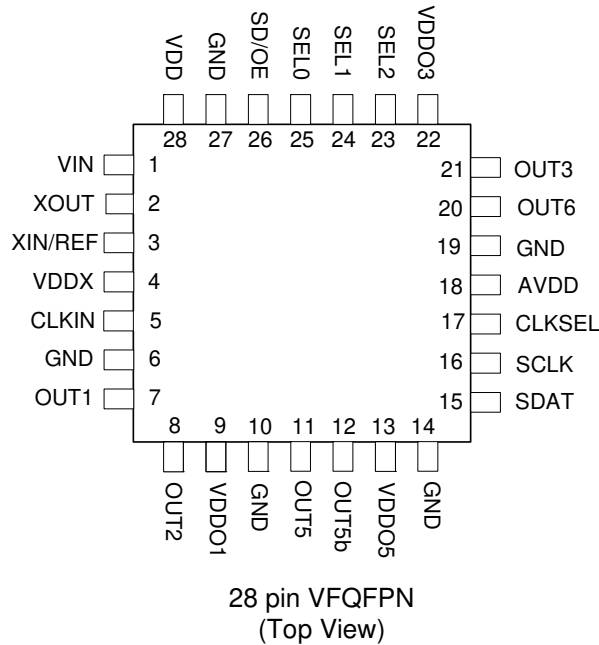 VDD
GND
SD/OE
SEL0
SEL1
SEL2
VDDO3
28 27 26 25 24 23 22
VIN 1
XOUT 2
XIN/REF 3
VDDX 4
CLKIN 5
GND 6
OUT1 7
21 OUT3
20 OUT6
19 GND
18 AVDD
17 CLKSEL
16 SCLK
15 SDAT
8 9 10 11 12 13 14
OUT2
VDDO1
GND
OUT5
OUT5b
VDDO5
GND
28 pin VFQFPN
(Top View)